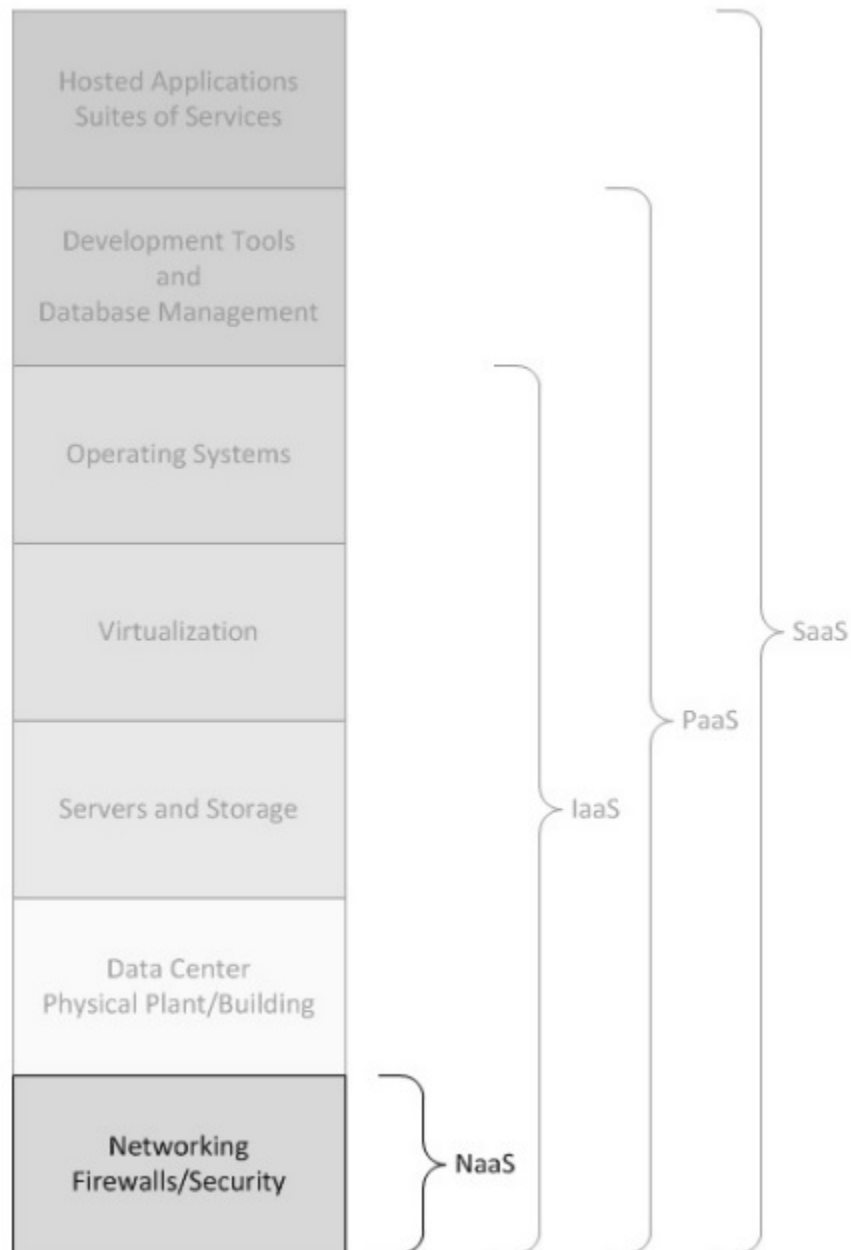 Hosted Applications
Suites of Services
Development Tools
and
Database Management
Operating Systems
Virtualization
SaaS
PaaS
Servers and Storage
IaaS
Data Center
Physical Plant/Building
Networking
Firewalls/Security
NaaS